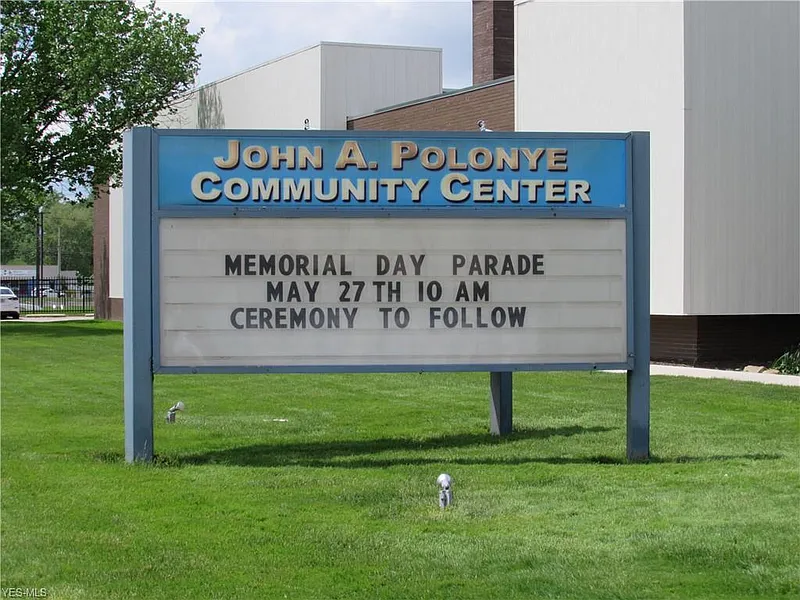 JOHN A. POLONYE
COMMUNITY CENTER
MEMORIAL DAY PARADE
MAY 27TH 10 AM
CEREMONY TO FOLLOW
YES-MLS